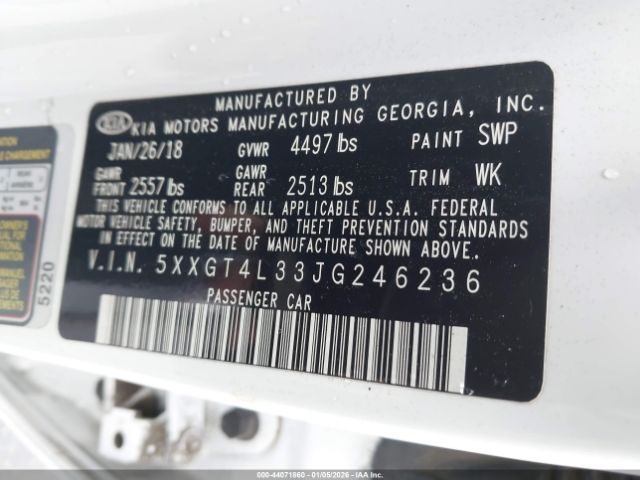 MANUFACTURED BY
KIA KIA MOTORS MANUFACTURING GEORGIA, INC.
JAN/26/18 GVWR 4497 lbs PAINT SWP
GAWR FRONT 2557 lbs GAWR REAR 2513 lbs TRIM WK
THIS VEHICLE CONFORMS TO ALL APPLICABLE U.S.A. FEDERAL
MOTOR VEHICLE SAFETY, BUMPER, AND THEFT PREVENTION STANDARDS
IN EFFECT ON THE DATE OF MANUFACTURE SHOWN ABOVE.
V.I.N. 5XXGT4L33JG246236
PASSENGER CAR
5220
000-44071860 | 01/05/2026 - COPART, INC.